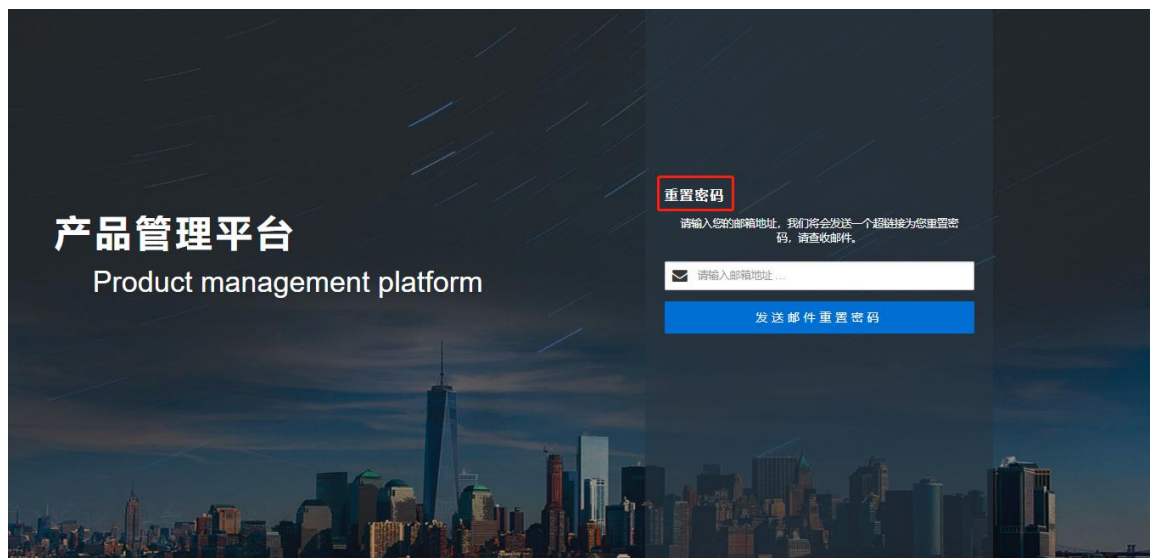 产品管理平台
Product management platform
重置密码
请输入您的邮箱地址，我们将会发送一个超链接为您重置密
码，请查收邮件。
请输入邮箱地址 ...
发送邮件重置密码